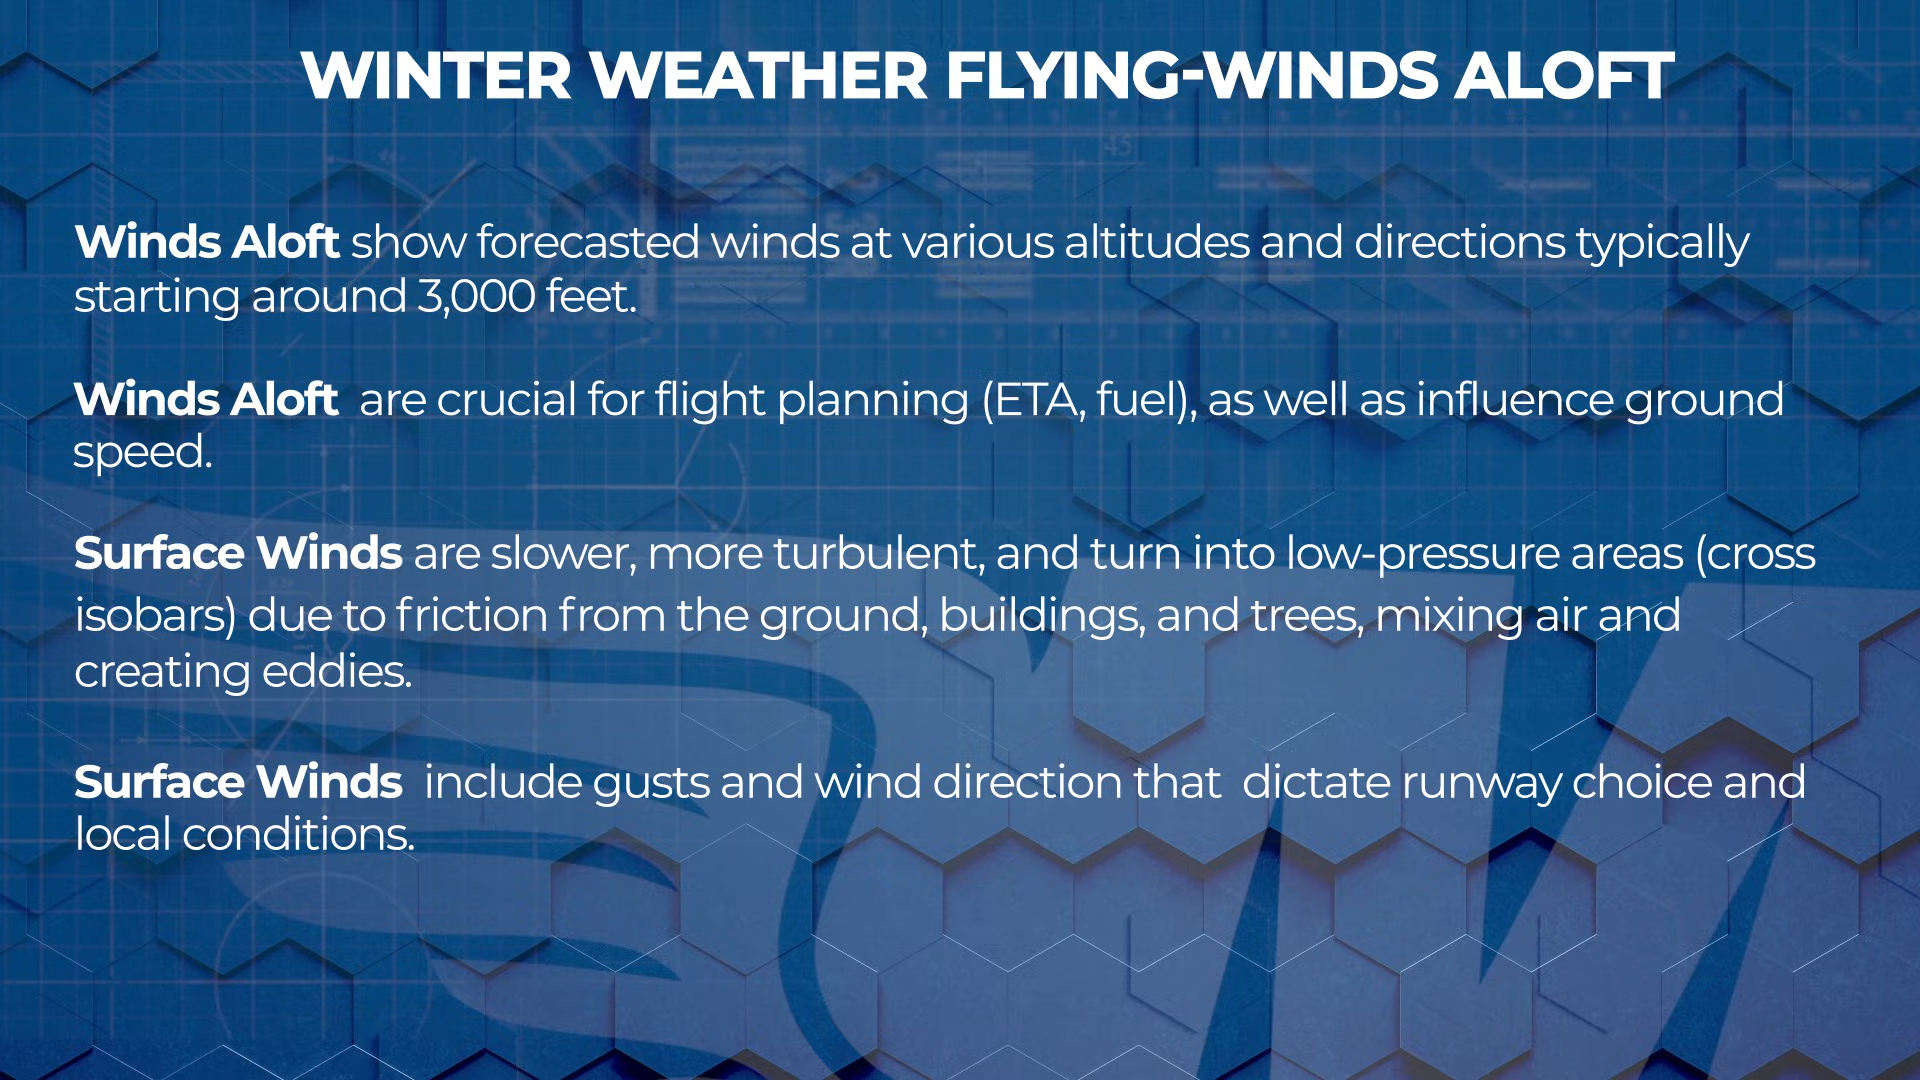 WINTER WEATHER FLYING-WINDS ALOFT
45
Winds Aloft show forecasted winds at various altitudes and directions typically
starting around 3,000 feet.
Winds Aloft are crucial for flight planning (ETA, fuel), as well as influence ground
speed.
Surface Winds are slower, more turbulent, and turn into low-pressure areas (cross
isobars) due to friction from the ground, buildings, and trees, mixing air and
creating eddies.
Surface Winds include gusts and wind direction that dictate runway choice and
local conditions.